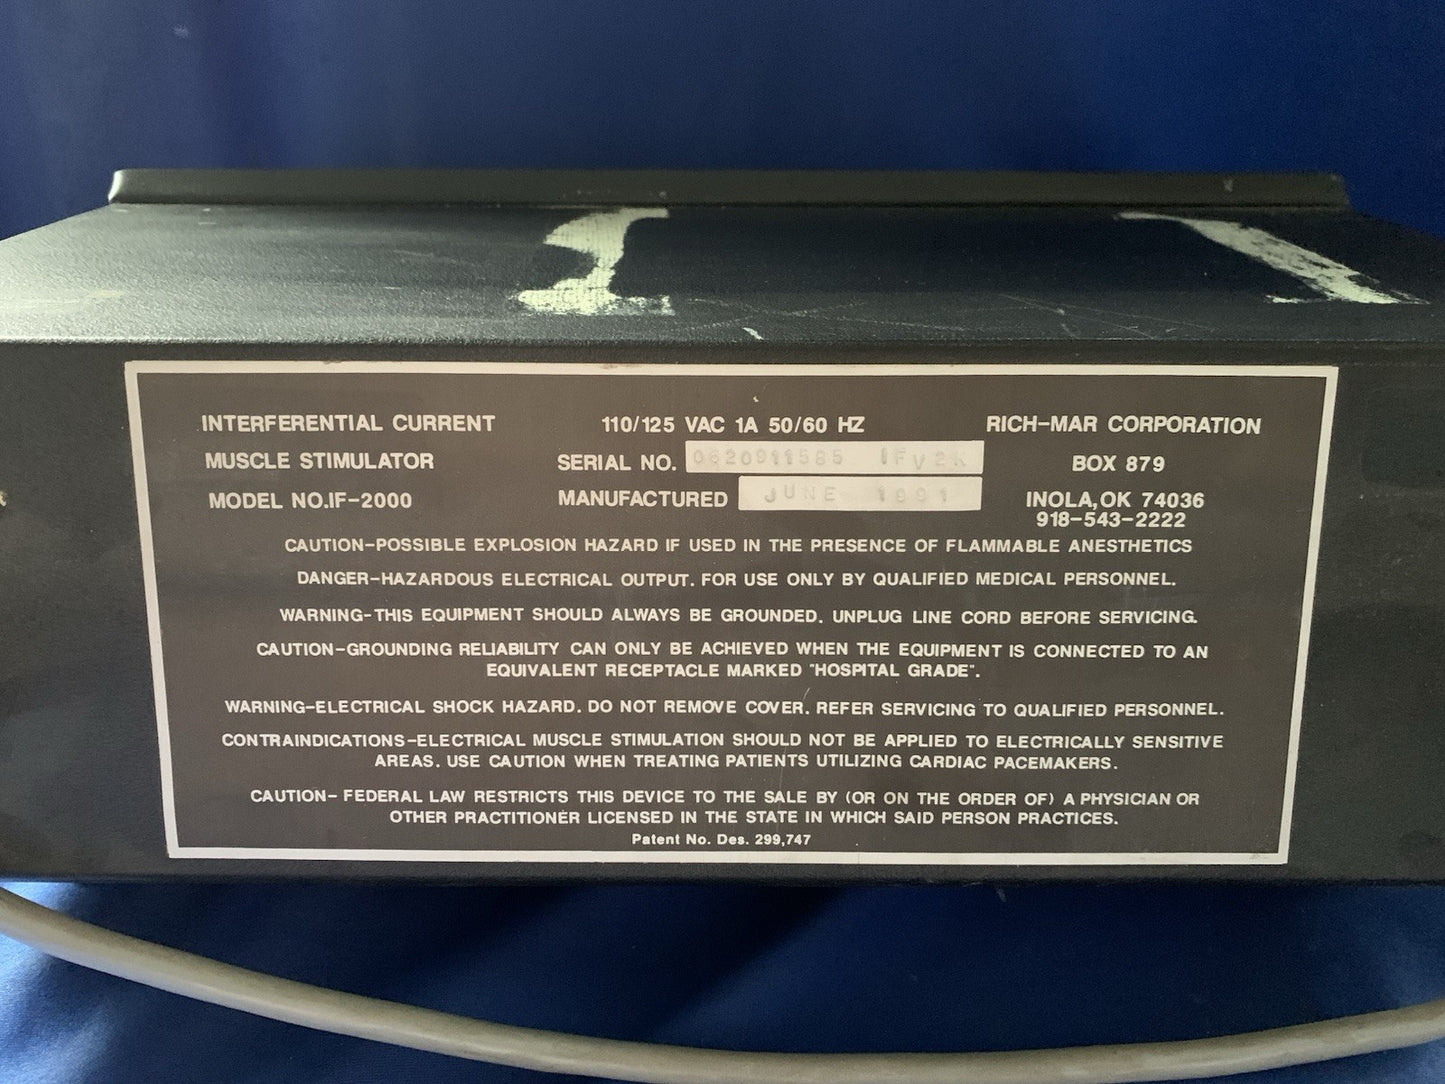 INTERFERENTIAL CURRENT 110/125 VAC 1A 50/60 HZ RICH-MAR CORPORATION
MUSCLE STIMULATOR SERIAL NO. 0620911585 IFV2K BOX 879
MODEL NO.IF-2000 MANUFACTURED JUNE 1991 INOLA,OK 74036
918-543-2222
CAUTION-POSSIBLE EXPLOSION HAZARD IF USED IN THE PRESENCE OF FLAMMABLE ANESTHETICS
DANGER-HAZARDOUS ELECTRICAL OUTPUT. FOR USE ONLY BY QUALIFIED MEDICAL PERSONNEL.
WARNING-THIS EQUIPMENT SHOULD ALWAYS BE GROUNDED. UNPLUG LINE CORD BEFORE SERVICING.
CAUTION-GROUNDING RELIABILITY CAN ONLY BE ACHIEVED WHEN THE EQUIPMENT IS CONNECTED TO AN
EQUIVALENT RECEPTACLE MARKED "HOSPITAL GRADE".
WARNING-ELECTRICAL SHOCK HAZARD. DO NOT REMOVE COVER. REFER SERVICING TO QUALIFIED PERSONNEL.
CONTRAINDICATIONS-ELECTRICAL MUSCLE STIMULATION SHOULD NOT BE APPLIED TO ELECTRICALLY SENSITIVE
AREAS. USE CAUTION WHEN TREATING PATIENTS UTILIZING CARDIAC PACEMAKERS.
CAUTION- FEDERAL LAW RESTRICTS THIS DEVICE TO THE SALE BY (OR ON THE ORDER OF) A PHYSICIAN OR
OTHER PRACTITIONER LICENSED IN THE STATE IN WHICH SAID PERSON PRACTICES.
Patent No. Des. 299,747